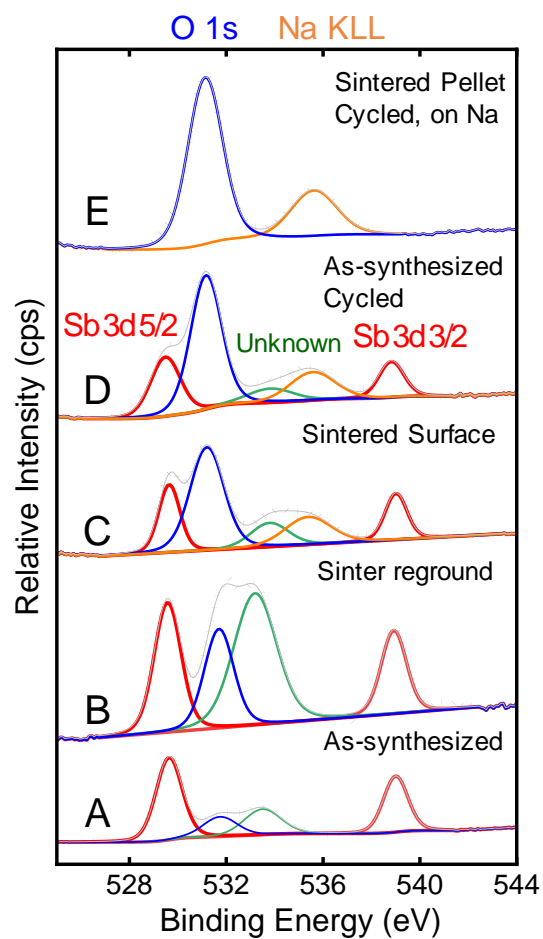 O 1s Na KLL
Sintered Pellet
Cycled, on Na
E
As-synthesized
Cycled
Sb3d5/2 Unknown Sb3d3/2
D
Sintered Surface
C
Sinter reground
B
As-synthesized
A
528 532 536 540 544
Binding Energy (eV)
Relative Intensity (cps)